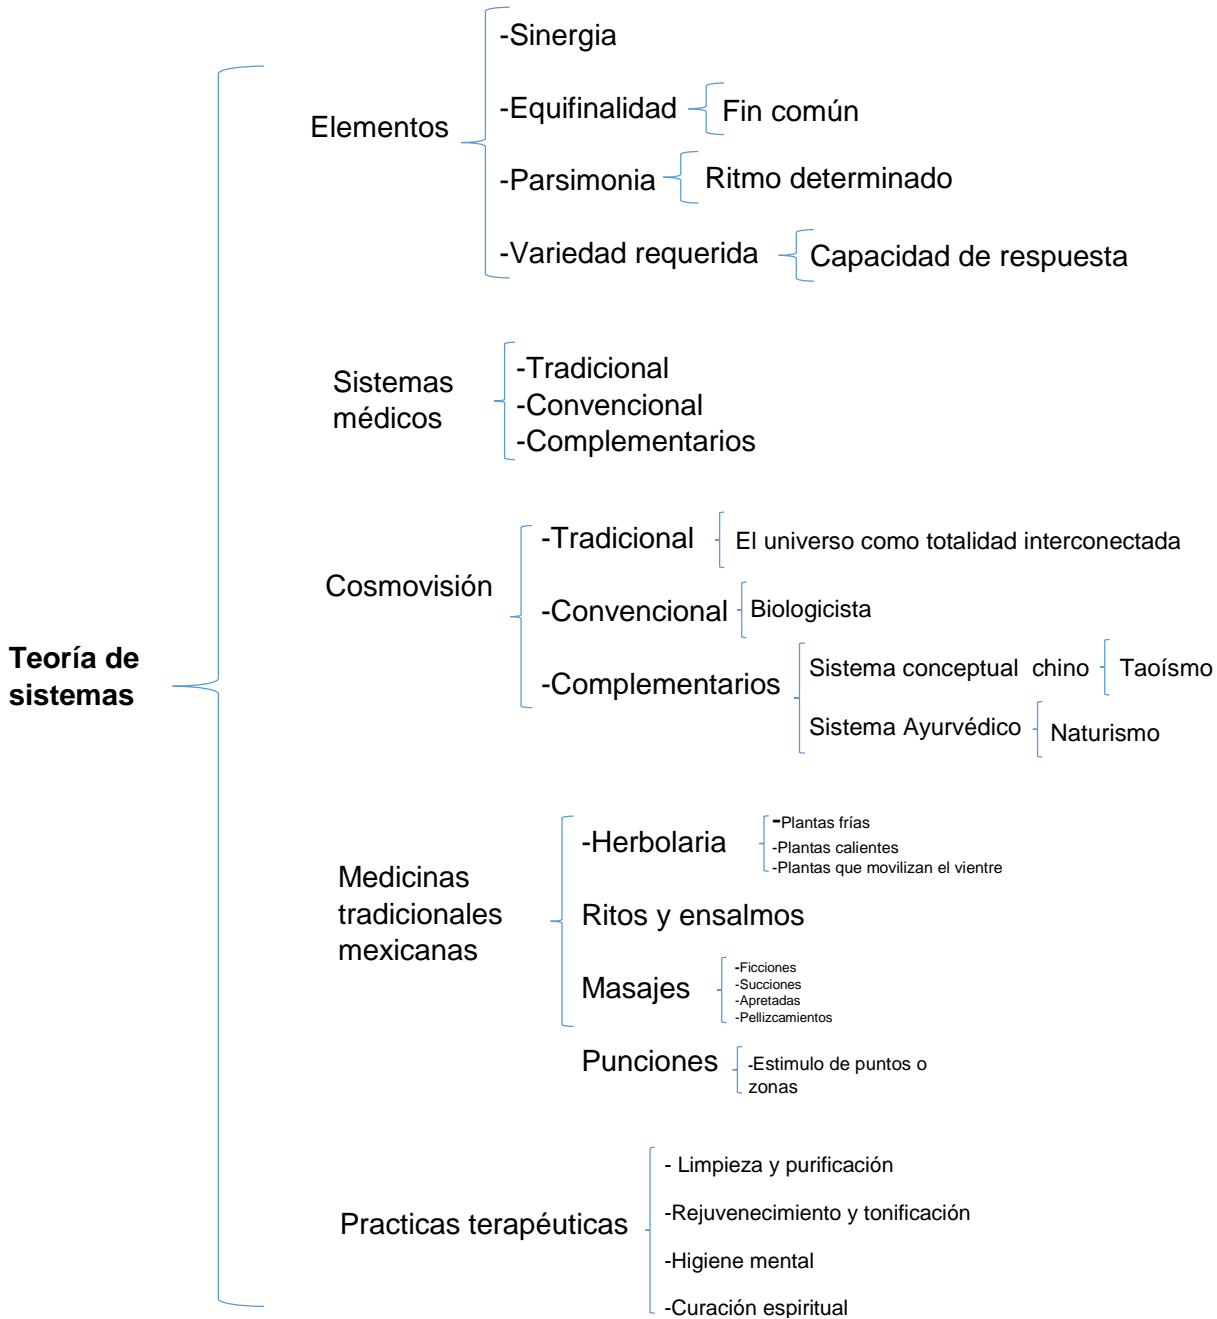 Teoría de
sistemas
Elementos
-Sinergia
-Equifinalidad
Fin común
-Parsimonia
Ritmo determinado
-Variedad requerida
Capacidad de respuesta
Sistemas
médicos
-Tradicional
-Convencional
-Complementarios
Cosmovisión
-Tradicional
El universo como totalidad interconectada
-Convencional
Biologicista
-Complementarios
Sistema conceptual chino
Taoísmo
Sistema Ayurvédico
Naturismo
Medicinas
tradicionales
mexicanas
-Herbolaria
-Plantas frías
-Plantas calientes
-Plantas que movilizan el vientre
Ritos y ensalmos
Masajes
-Ficciones
-Succiones
-Apretadas
-Pellizcamientos
Punciones
-Estimulo de puntos o
zonas
Practicas terapéuticas
- Limpieza y purificación
-Rejuvenecimiento y tonificación
-Higiene mental
-Curación espiritual